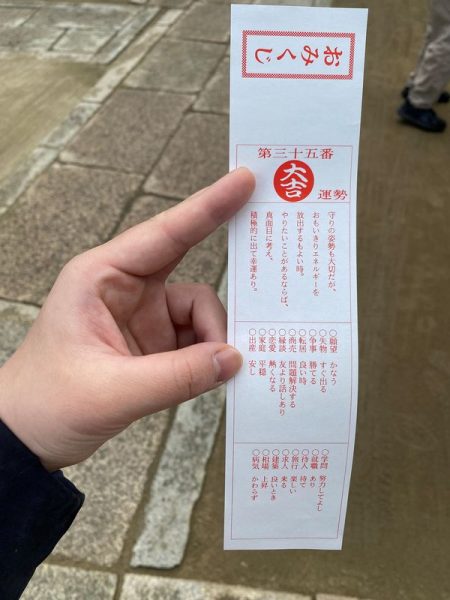 おみくじ
第三十五番
大吉
運勢
守りの姿勢も大切だが、
おもいきりエネルギーを
放出するもよい時。
やりたいことがあるならば、
真面目に考え、
積極的に出て幸運あり。
○願望 かなう
○失物 すぐ出る
○争事 勝てる
○転居 良い時
○商売 問題解決する
○縁談 友より話しあり
○恋愛 熱くなる
○家庭 平穏
○出産 安し
○学問 努力してよし
○就職 あり
○待人 待て
○旅行 楽しい
○求人 来る
○建築 良いとき
○相場 上昇
○病気 かわらず